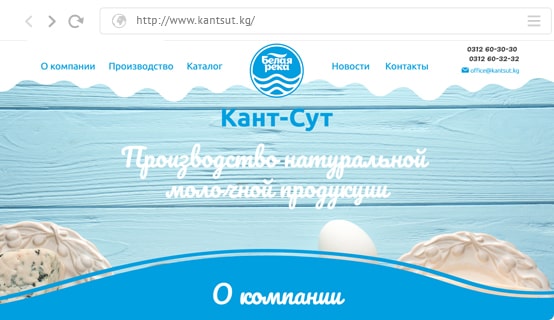 http://www.kantsut.kg/
О компании Производство Каталог
Белая
река
Новости Контакты
0312 60-30-30
0312 60-32-32
office@kantsut.kg
Кант-Сут
Производство натуральной
молочной продукции
О компании